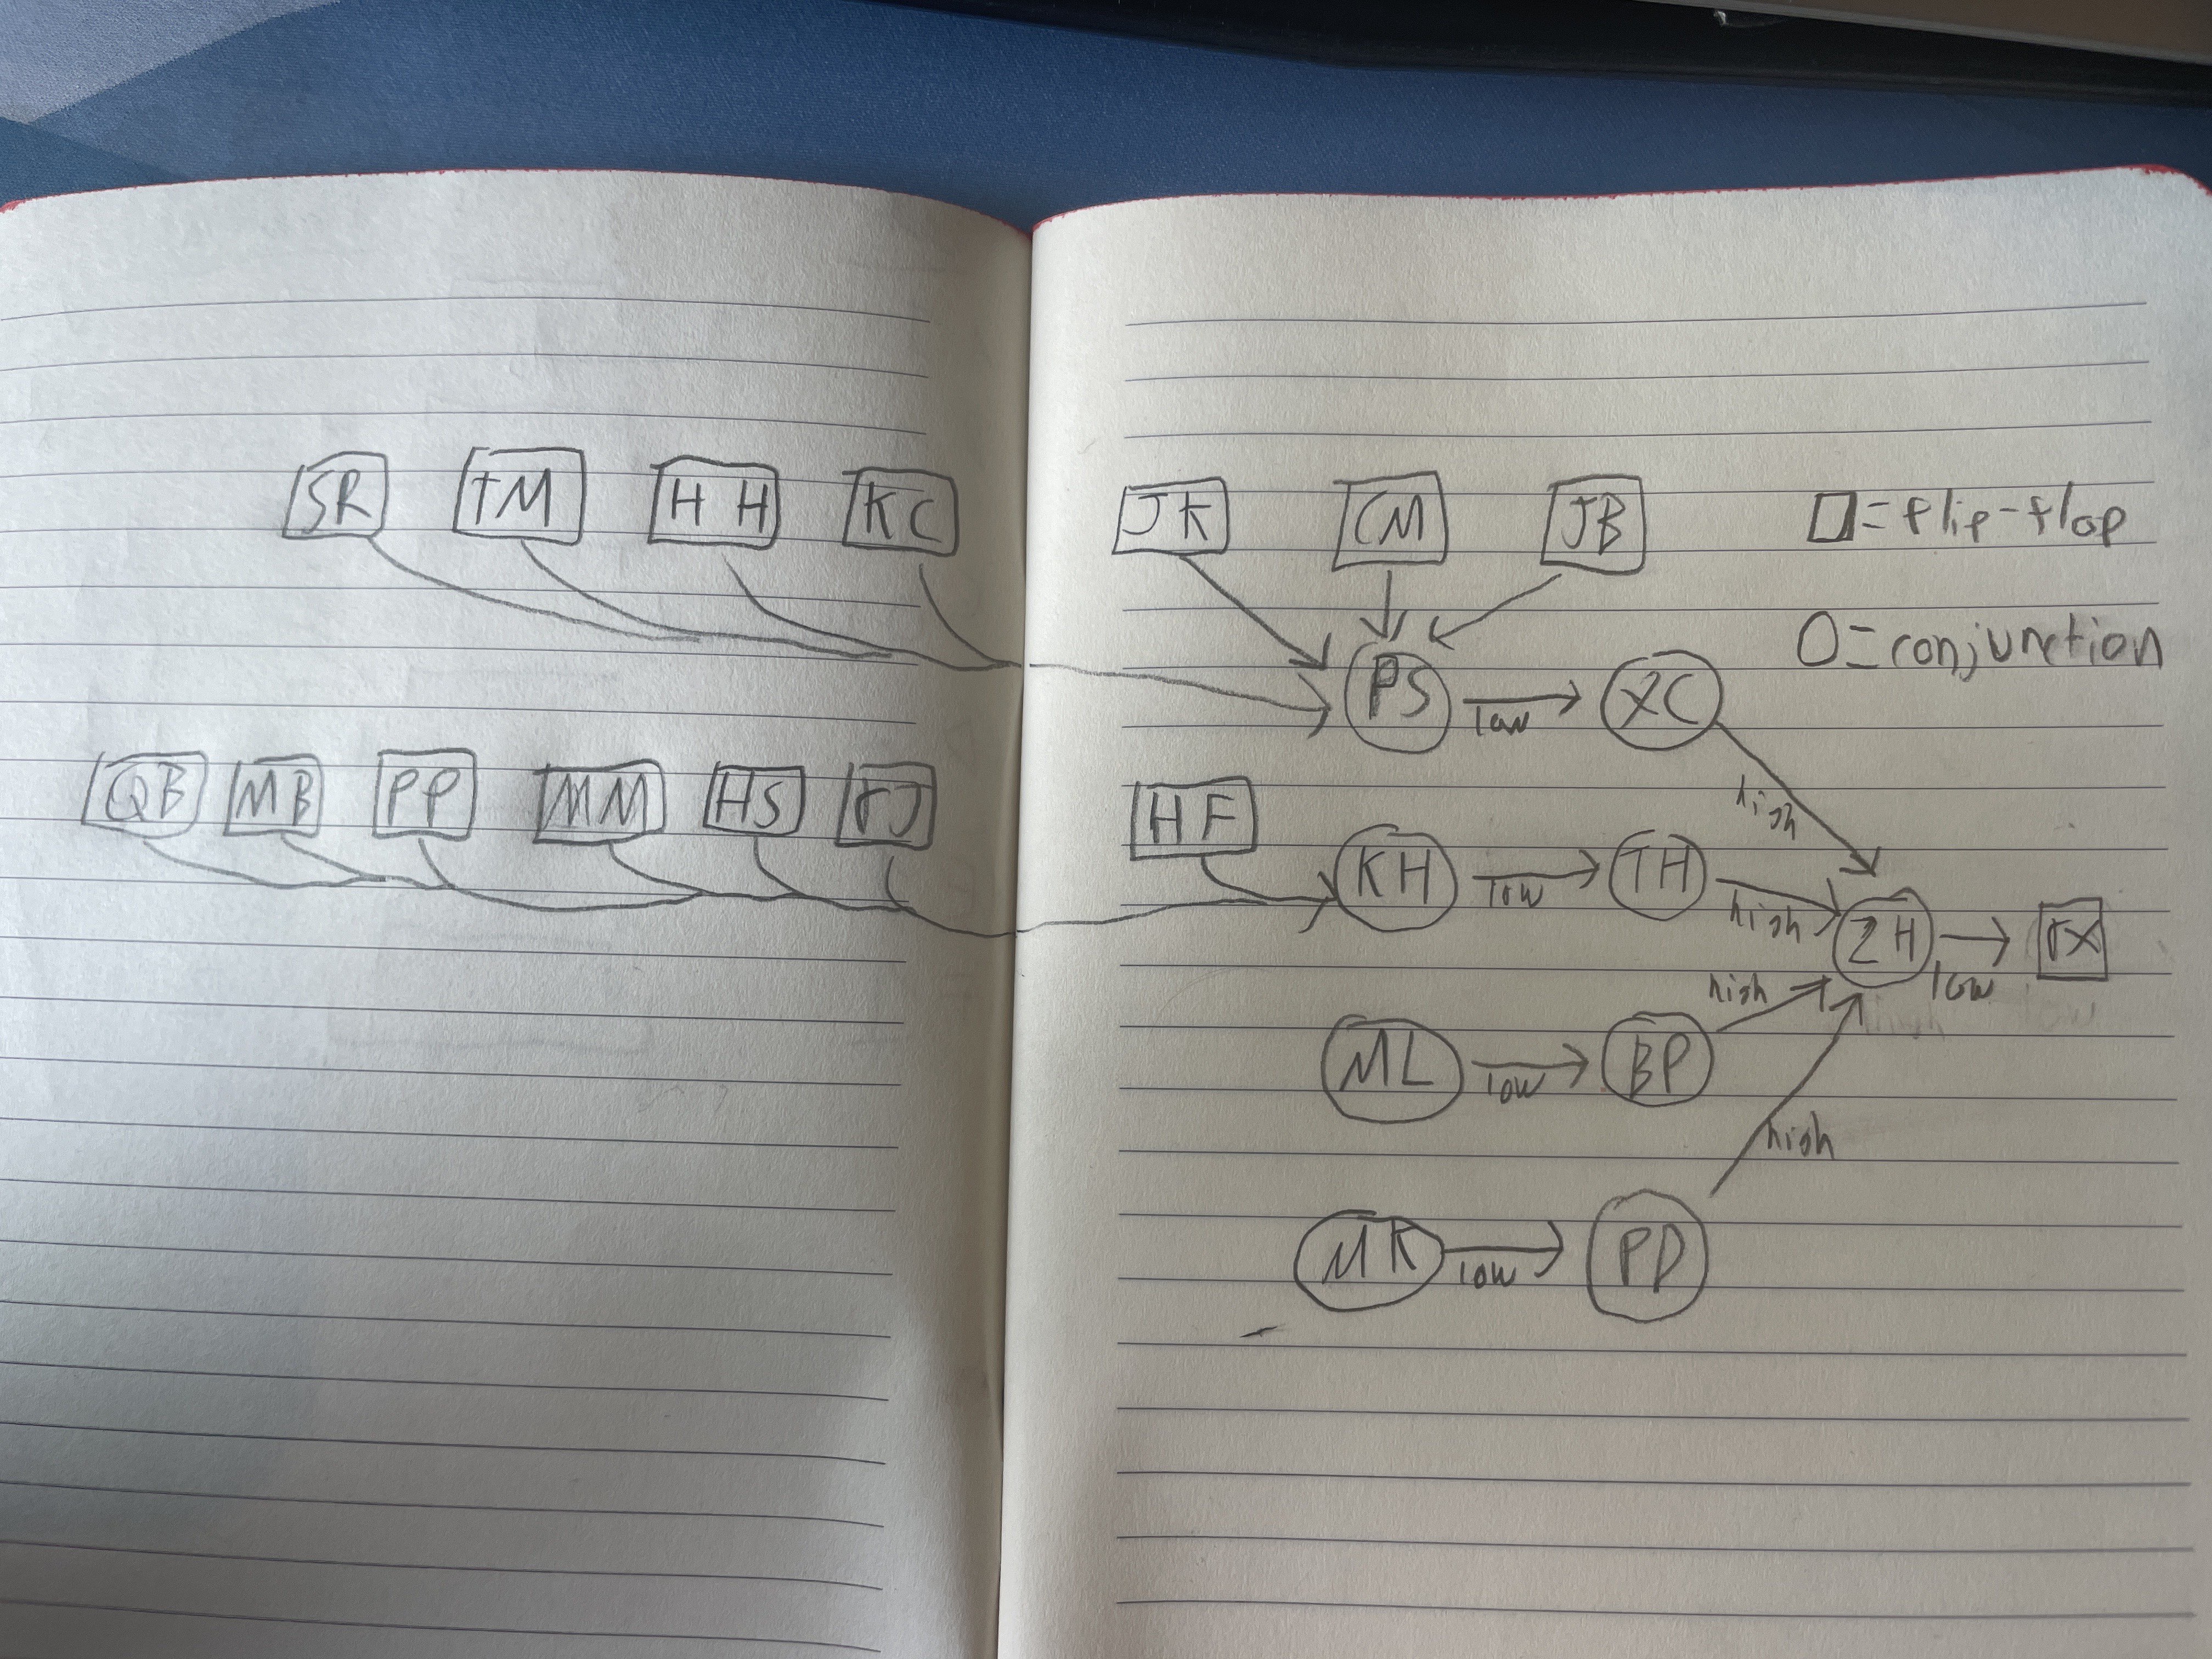 SR TM HH KC JK CM JB □ = flip-flop
O = conjunction
PS low XC
high
QB MB PP MM HS HF
KH low TH high ZH low rx
ML low BP high
high
MK low PD